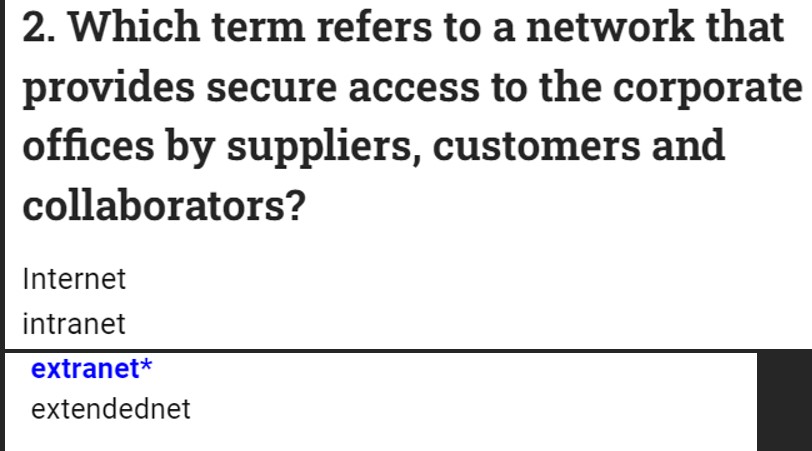 2. Which term refers to a network that
provides secure access to the corporate
offices by suppliers, customers and
collaborators?
Internet
intranet
extranet*
extendednet